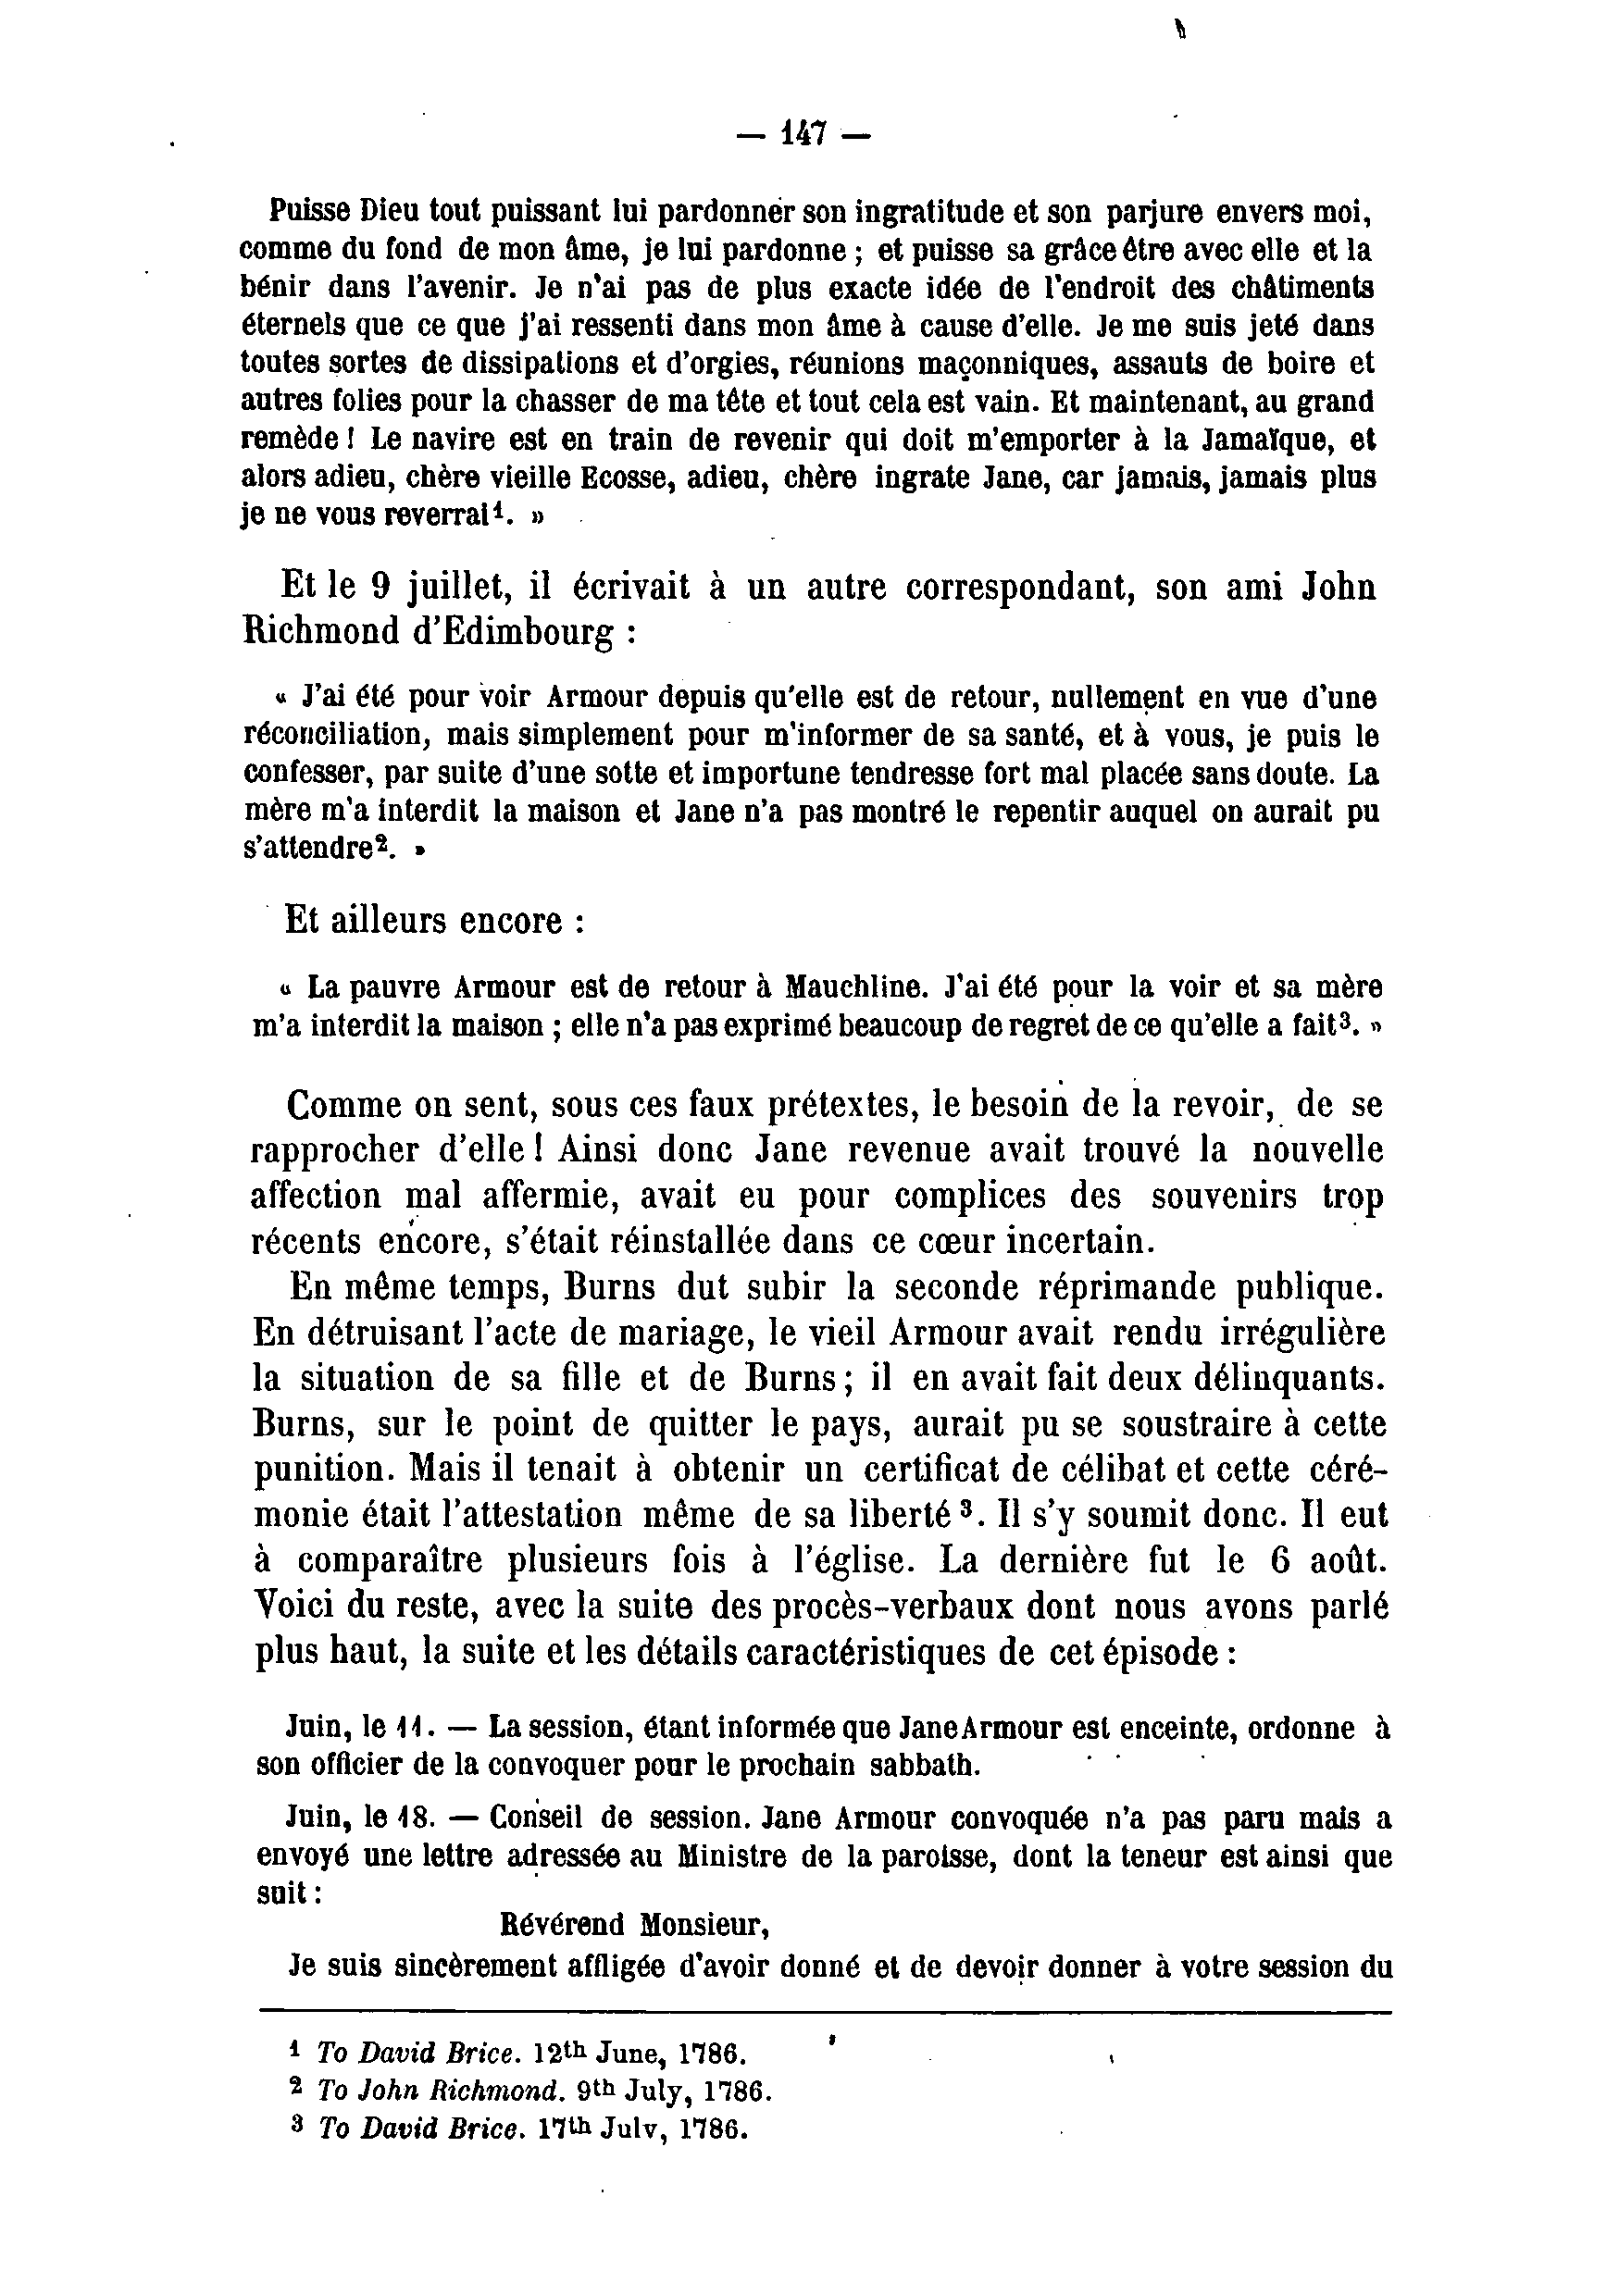 — 147 —
Puisse Dieu tout puissant lui pardonner son ingratitude et son parjure envers moi,
comme du fond de mon âme, je lui pardonne ; et puisse sa grâce être avec elle et la
bénir dans l'avenir. Je n'ai pas de plus exacte idée de l'endroit des châtiments
éternels que ce que j'ai ressenti dans mon âme à cause d'elle. Je me suis jeté dans
toutes sortes de dissipations et d'orgies, réunions maçonniques, assauts de boire et
autres folies pour la chasser de ma tête et tout cela est vain. Et maintenant, au grand
remède ! Le navire est en train de revenir qui doit m'emporter à la Jamaïque, et
alors adieu, chère vieille Ecosse, adieu, chère ingrate Jane, car jamais, jamais plus
je ne vous reverrai¹. »
Et le 9 juillet, il écrivait à un autre correspondant, son ami John
Richmond d'Edimbourg :
« J'ai été pour voir Armour depuis qu'elle est de retour, nullement en vue d'une
réconciliation, mais simplement pour m'informer de sa santé, et à vous, je puis le
confesser, par suite d'une sotte et importune tendresse fort mal placée sans doute. La
mère m'a interdit la maison et Jane n'a pas montré le repentir auquel on aurait pu
s'attendre². »
Et ailleurs encore :
« La pauvre Armour est de retour à Mauchline. J'ai été pour la voir et sa mère
m'a interdit la maison ; elle n'a pas exprimé beaucoup de regret de ce qu'elle a fait³. »
Comme on sent, sous ces faux prétextes, le besoin de la revoir, de se
rapprocher d'elle ! Ainsi donc Jane revenue avait trouvé la nouvelle
affection mal affermie, avait eu pour complices des souvenirs trop
récents encore, s'était réinstallée dans ce cœur incertain.
En même temps, Burns dut subir la seconde réprimande publique.
En détruisant l'acte de mariage, le vieil Armour avait rendu irrégulière
la situation de sa fille et de Burns ; il en avait fait deux délinquants.
Burns, sur le point de quitter le pays, aurait pu se soustraire à cette
punition. Mais il tenait à obtenir un certificat de célibat et cette céré-
monie était l'attestation même de sa liberté ³. Il s'y soumit donc. Il eut
à comparaître plusieurs fois à l'église. La dernière fut le 6 août.
Voici du reste, avec la suite des procès-verbaux dont nous avons parlé
plus haut, la suite et les détails caractéristiques de cet épisode :
Juin, le 11. — La session, étant informée que Jane Armour est enceinte, ordonne à
son officier de la convoquer pour le prochain sabbath.
Juin, le 18. — Conseil de session. Jane Armour convoquée n'a pas paru mais a
envoyé une lettre adressée au Ministre de la paroisse, dont la teneur est ainsi que
suit :
Révérend Monsieur,
Je suis sincèrement affligée d'avoir donné et de devoir donner à votre session du
¹ To David Brice. 12th June, 1786.
² To John Richmond. 9th July, 1786.
³ To David Brice. 17th July, 1786.